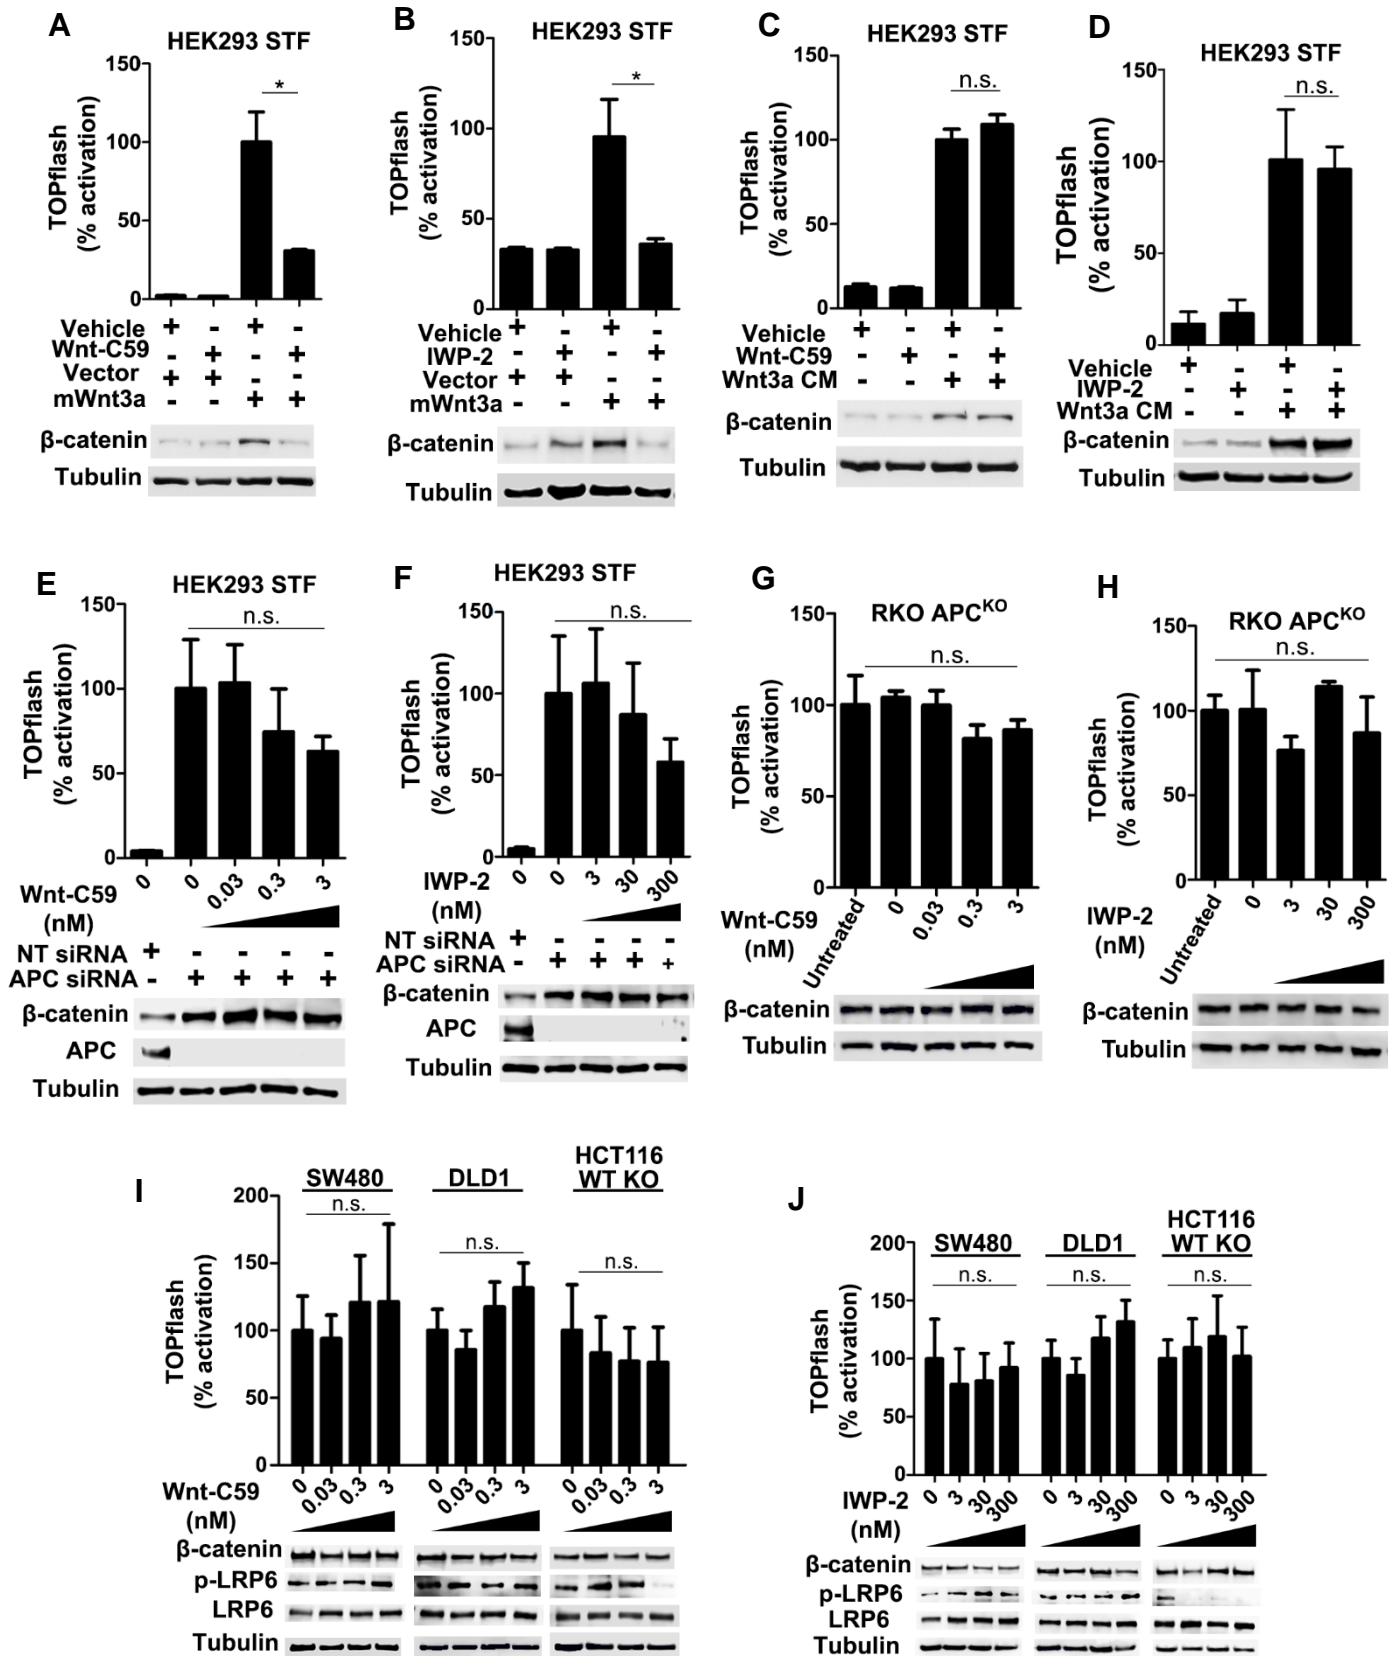 A
HEK293 STF
TOPflash
(% activation)
150
100
50
0
*
Vehicle + - + -
Wnt-C59 - + - +
Vector + + - -
mWnt3a - - + +
β-catenin
Tubulin
B
HEK293 STF
TOPflash
(% activation)
150
100
50
0
*
Vehicle + - + -
IWP-2 - + - +
Vector + + - -
mWnt3a - - + +
β-catenin
Tubulin
C
HEK293 STF
TOPflash
(% activation)
150
100
50
0
n.s.
Vehicle + - + -
Wnt-C59 - + - +
Wnt3a CM - - + +
β-catenin
Tubulin
D
HEK293 STF
TOPflash
(% activation)
150
100
50
0
n.s.
Vehicle + - + -
IWP-2 - + - +
Wnt3a CM - - + +
β-catenin
Tubulin
E
HEK293 STF
TOPflash
(% activation)
150
100
50
0
n.s.
0 0 0.03 0.3 3
Wnt-C59
(nM)
NT siRNA + - - - -
APC siRNA - + + + +
β-catenin
APC
Tubulin
F
HEK293 STF
TOPflash
(% activation)
150
100
50
0
n.s.
0 0 3 30 300
IWP-2
(nM)
NT siRNA + - - - -
APC siRNA - + + + +
β-catenin
APC
Tubulin
G
RKO APCKO
TOPflash
(% activation)
150
100
50
0
n.s.
Untreated 0 0.03 0.3 3
Wnt-C59
(nM)
β-catenin
Tubulin
H
RKO APCKO
TOPflash
(% activation)
150
100
50
0
n.s.
Untreated 0 3 30 300
IWP-2
(nM)
β-catenin
Tubulin
I
SW480 DLD1 HCT116
WT KO
TOPflash
(% activation)
200
150
100
50
0
n.s. n.s. n.s.
0 0.03 0.3 3 0 0.03 0.3 3 0 0.03 0.3 3
Wnt-C59
(nM)
β-catenin
p-LRP6
LRP6
Tubulin
J
SW480 DLD1 HCT116
WT KO
TOPflash
(% activation)
200
150
100
50
0
n.s. n.s. n.s.
0 3 30 300 0 3 30 300 0 3 30 300
IWP-2
(nM)
β-catenin
p-LRP6
LRP6
Tubulin